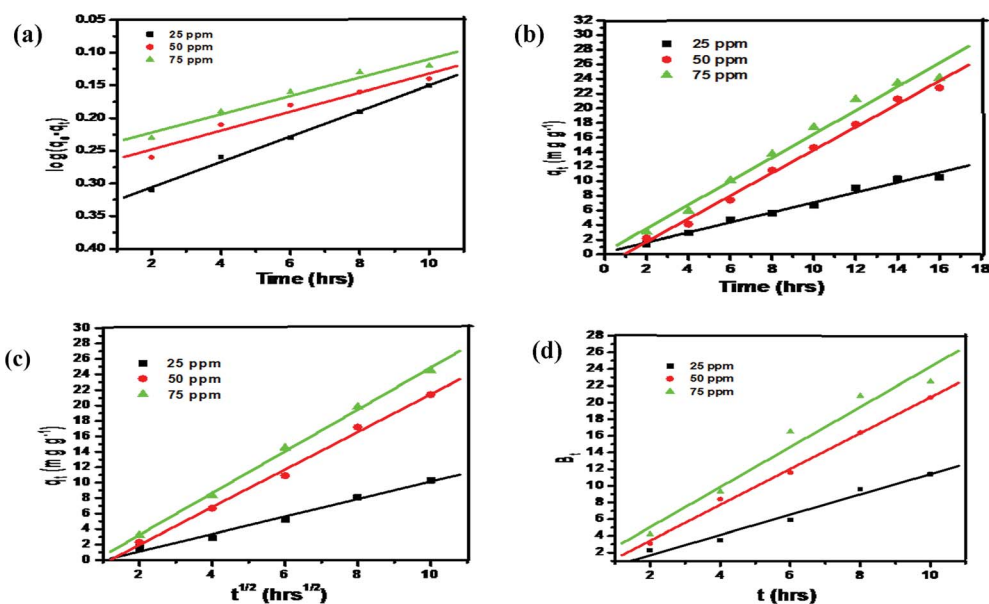 (a)
0.05
0.10
0.15
0.20
0.25
0.30
0.35
0.40
25 ppm
50 ppm
75 ppm
log(qe-qt)
2 4 6 8 10
Time (hrs)
(b)
32
30
28
26
24
22
20
18
16
14
12
10
8
6
4
2
0
25 ppm
50 ppm
75 ppm
qt (mg g-1)
0 2 4 6 8 10 12 14 16 18
Time (hrs)
(c)
30
28
26
24
22
20
18
16
14
12
10
8
6
4
2
0
25 ppm
50 ppm
75 ppm
qt (mg g-1)
2 4 6 8 10
t1/2 (hrs1/2)
(d)
28
26
24
22
20
18
16
14
12
10
8
6
4
2
25 ppm
50 ppm
75 ppm
Bt
2 4 6 8 10
t (hrs)